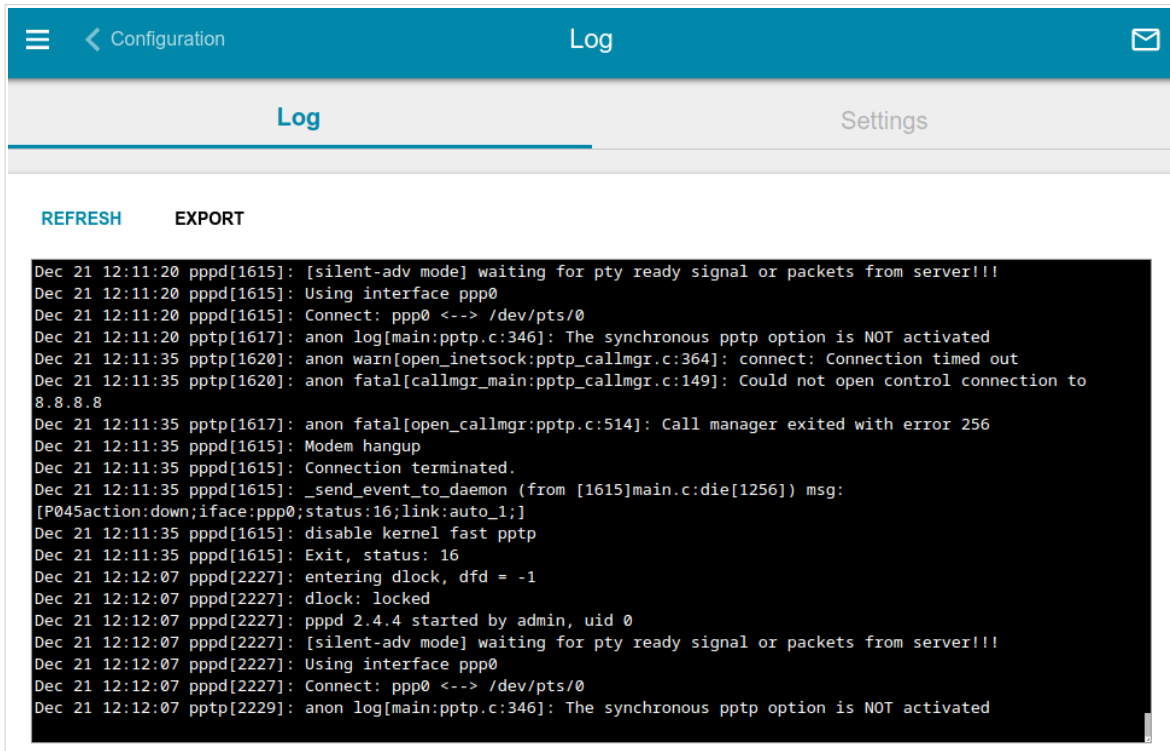 Configuration
Log
Log
Settings
REFRESH
EXPORT
Dec 21 12:11:20 pppd[1615]: [silent-adv mode] waiting for pty ready signal or packets from server!!!
Dec 21 12:11:20 pppd[1615]: Using interface ppp0
Dec 21 12:11:20 pppd[1615]: Connect: ppp0 <--> /dev/pts/0
Dec 21 12:11:20 pptp[1617]: anon log[main:pptp.c:346]: The synchronous pptp option is NOT activated
Dec 21 12:11:35 pptp[1620]: anon warn[open_inetsock:pptp_callmgr.c:364]: connect: Connection timed out
Dec 21 12:11:35 pptp[1620]: anon fatal[callmgr_main:pptp_callmgr.c:149]: Could not open control connection to
8.8.8.8
Dec 21 12:11:35 pptp[1617]: anon fatal[open_callmgr:pptp.c:514]: Call manager exited with error 256
Dec 21 12:11:35 pppd[1615]: Modem hangup
Dec 21 12:11:35 pppd[1615]: Connection terminated.
Dec 21 12:11:35 pppd[1615]: _send_event_to_daemon (from [1615]main.c:die[1256]) msg:
[P045action:down;iface:ppp0;status:16;link:auto_1;]
Dec 21 12:11:35 pppd[1615]: disable kernel fast pptp
Dec 21 12:11:35 pppd[1615]: Exit, status: 16
Dec 21 12:12:07 pppd[2227]: entering dlock, dfd = -1
Dec 21 12:12:07 pppd[2227]: dlock: locked
Dec 21 12:12:07 pppd[2227]: pppd 2.4.4 started by admin, uid 0
Dec 21 12:12:07 pppd[2227]: [silent-adv mode] waiting for pty ready signal or packets from server!!!
Dec 21 12:12:07 pppd[2227]: Using interface ppp0
Dec 21 12:12:07 pppd[2227]: Connect: ppp0 <--> /dev/pts/0
Dec 21 12:12:07 pptp[2229]: anon log[main:pptp.c:346]: The synchronous pptp option is NOT activated